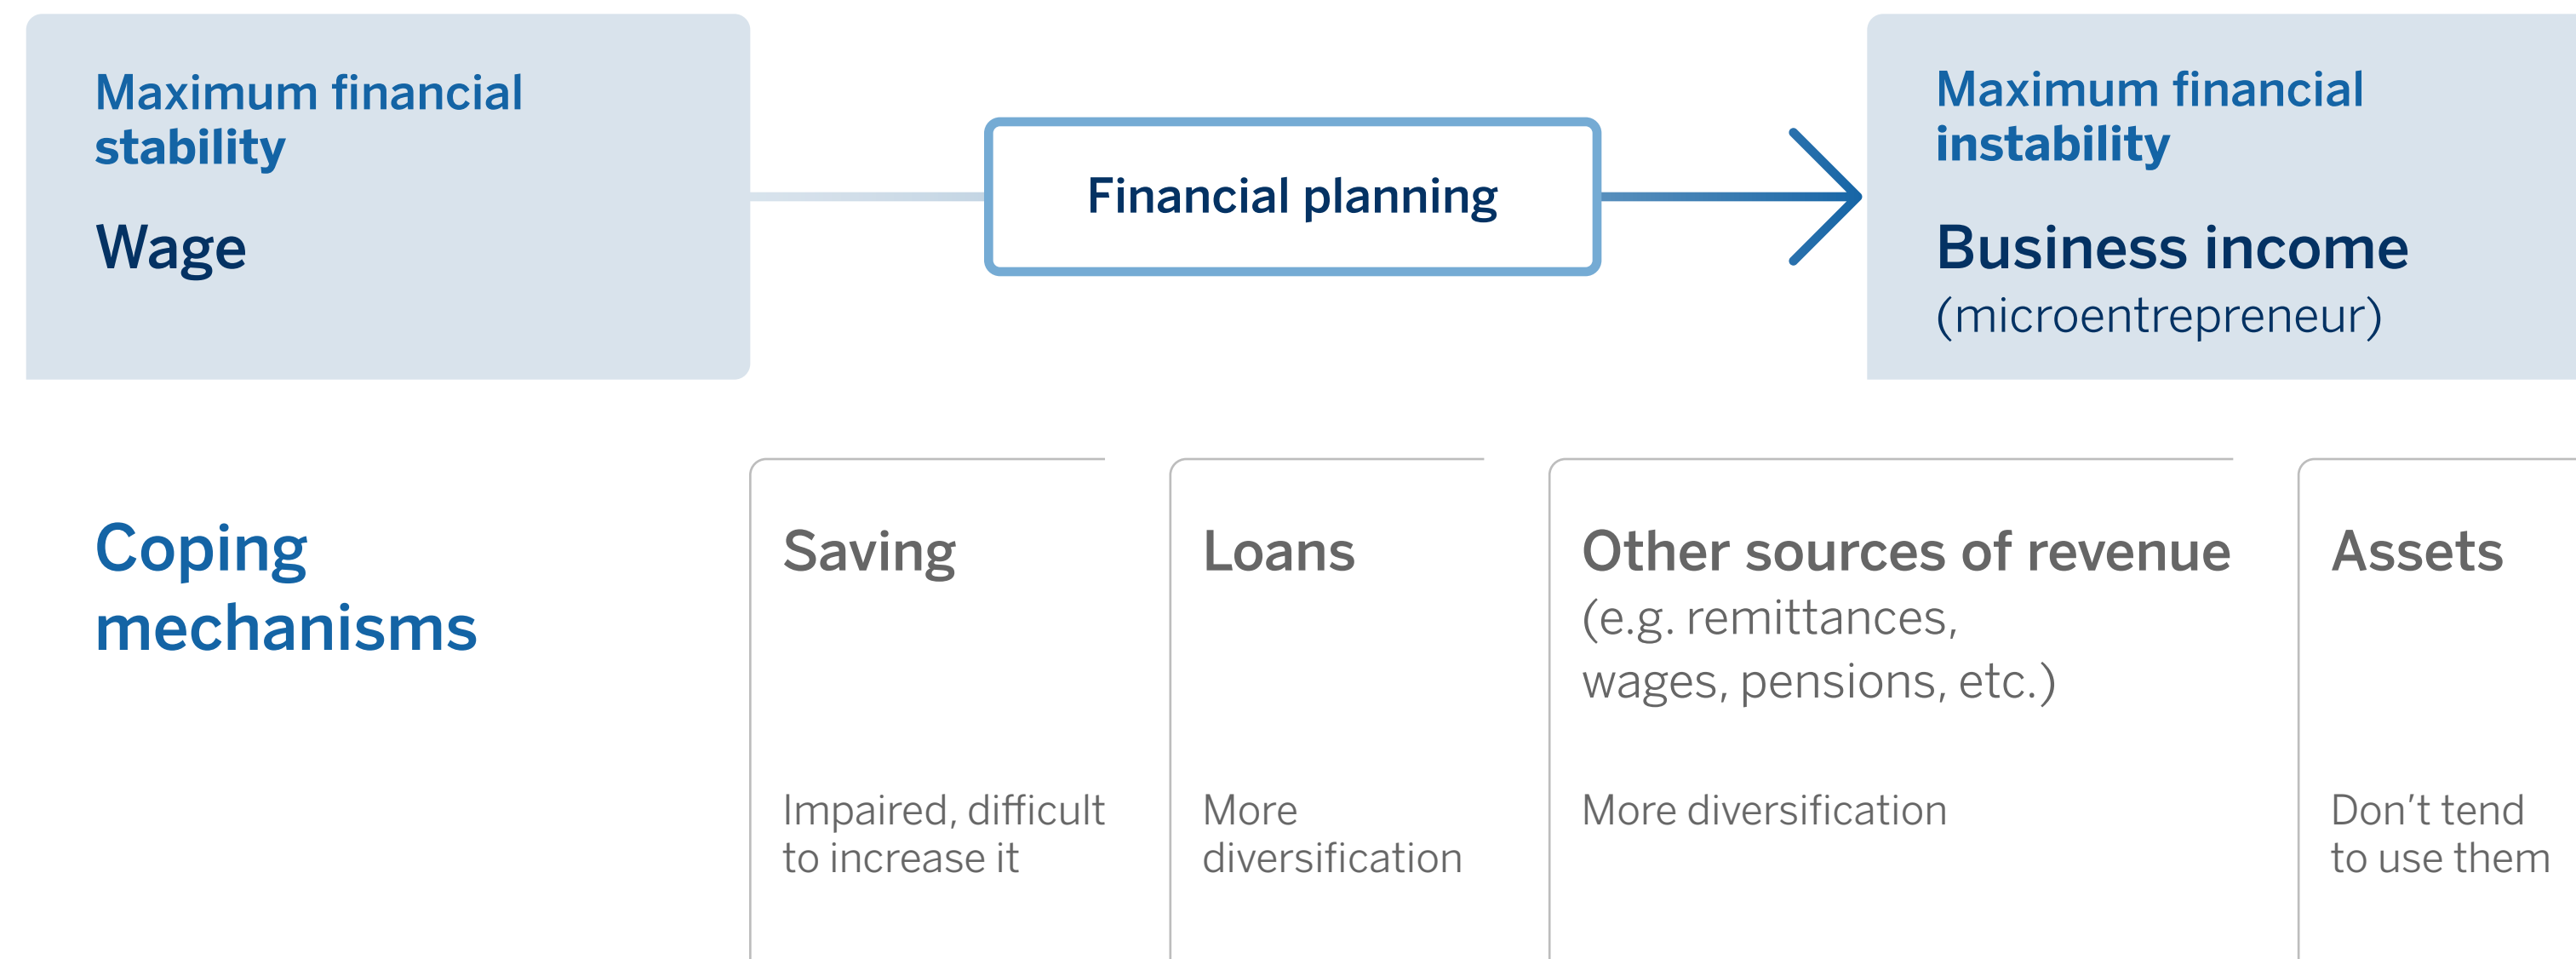 Maximum financial
stability
Wage
Financial planning
Maximum financial
instability
Business income
(microentrepreneur)
Coping
mechanisms
Saving
Impaired, difficult
to increase it
Loans
More
diversification
Other sources of revenue
(e.g. remittances,
wages, pensions, etc.)
More diversification
Assets
Don’t tend
to use them